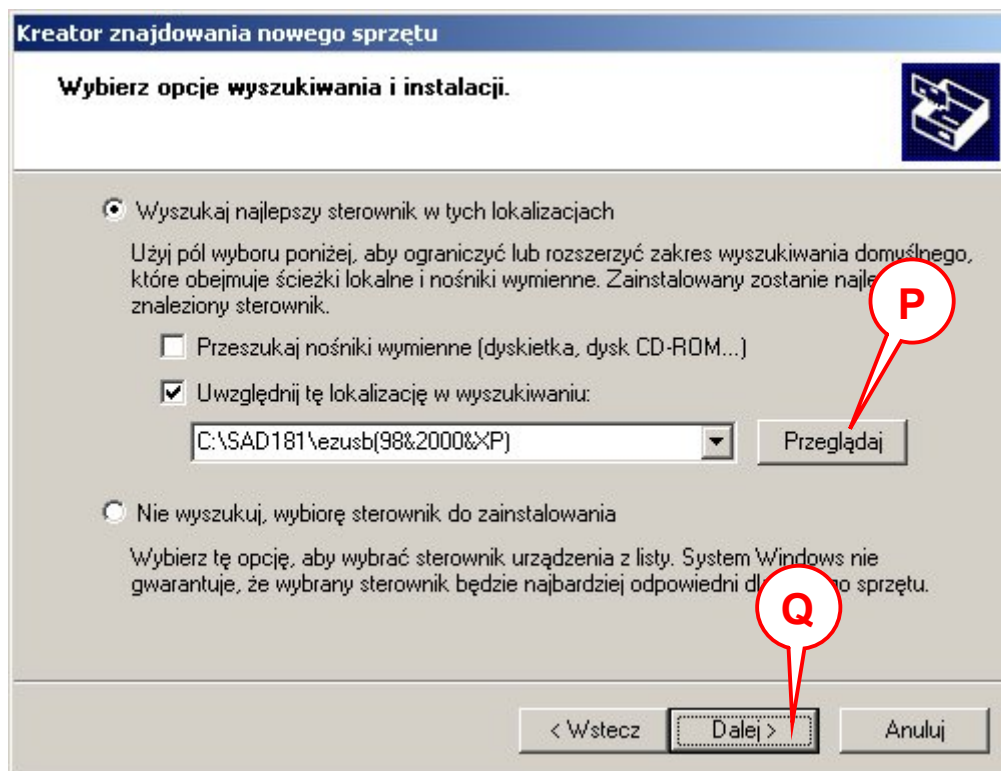 Kreator znajdowania nowego sprzętu
Wybierz opcje wyszukiwania i instalacji.
Wyszukaj najlepszy sterownik w tych lokalizacjach
Użyj pól wyboru poniżej, aby ograniczyć lub rozszerzyć zakres wyszukiwania domyślnego,
które obejmuje ścieżki lokalne i nośniki wymienne. Zainstalowany zostanie
znaleziony sterownik.
P
Przeszukaj nośniki wymienne (dyskietka, dysk CD-ROM...)
Uwzględnij tę lokalizację w wyszukiwaniu:
C:\SAD181\ezusb(98&2000&XP)
Przeglądaj
Nie wyszukuj, wybiorę sterownik do zainstalowania
Wybierz tę opcję, aby wybrać sterownik urządzenia z listy. System Windows nie
gwarantuje, że wybrany sterownik będzie najbardziej odpowiedni sprzętu.
Q
< Wstecz
Dalej >
Anuluj